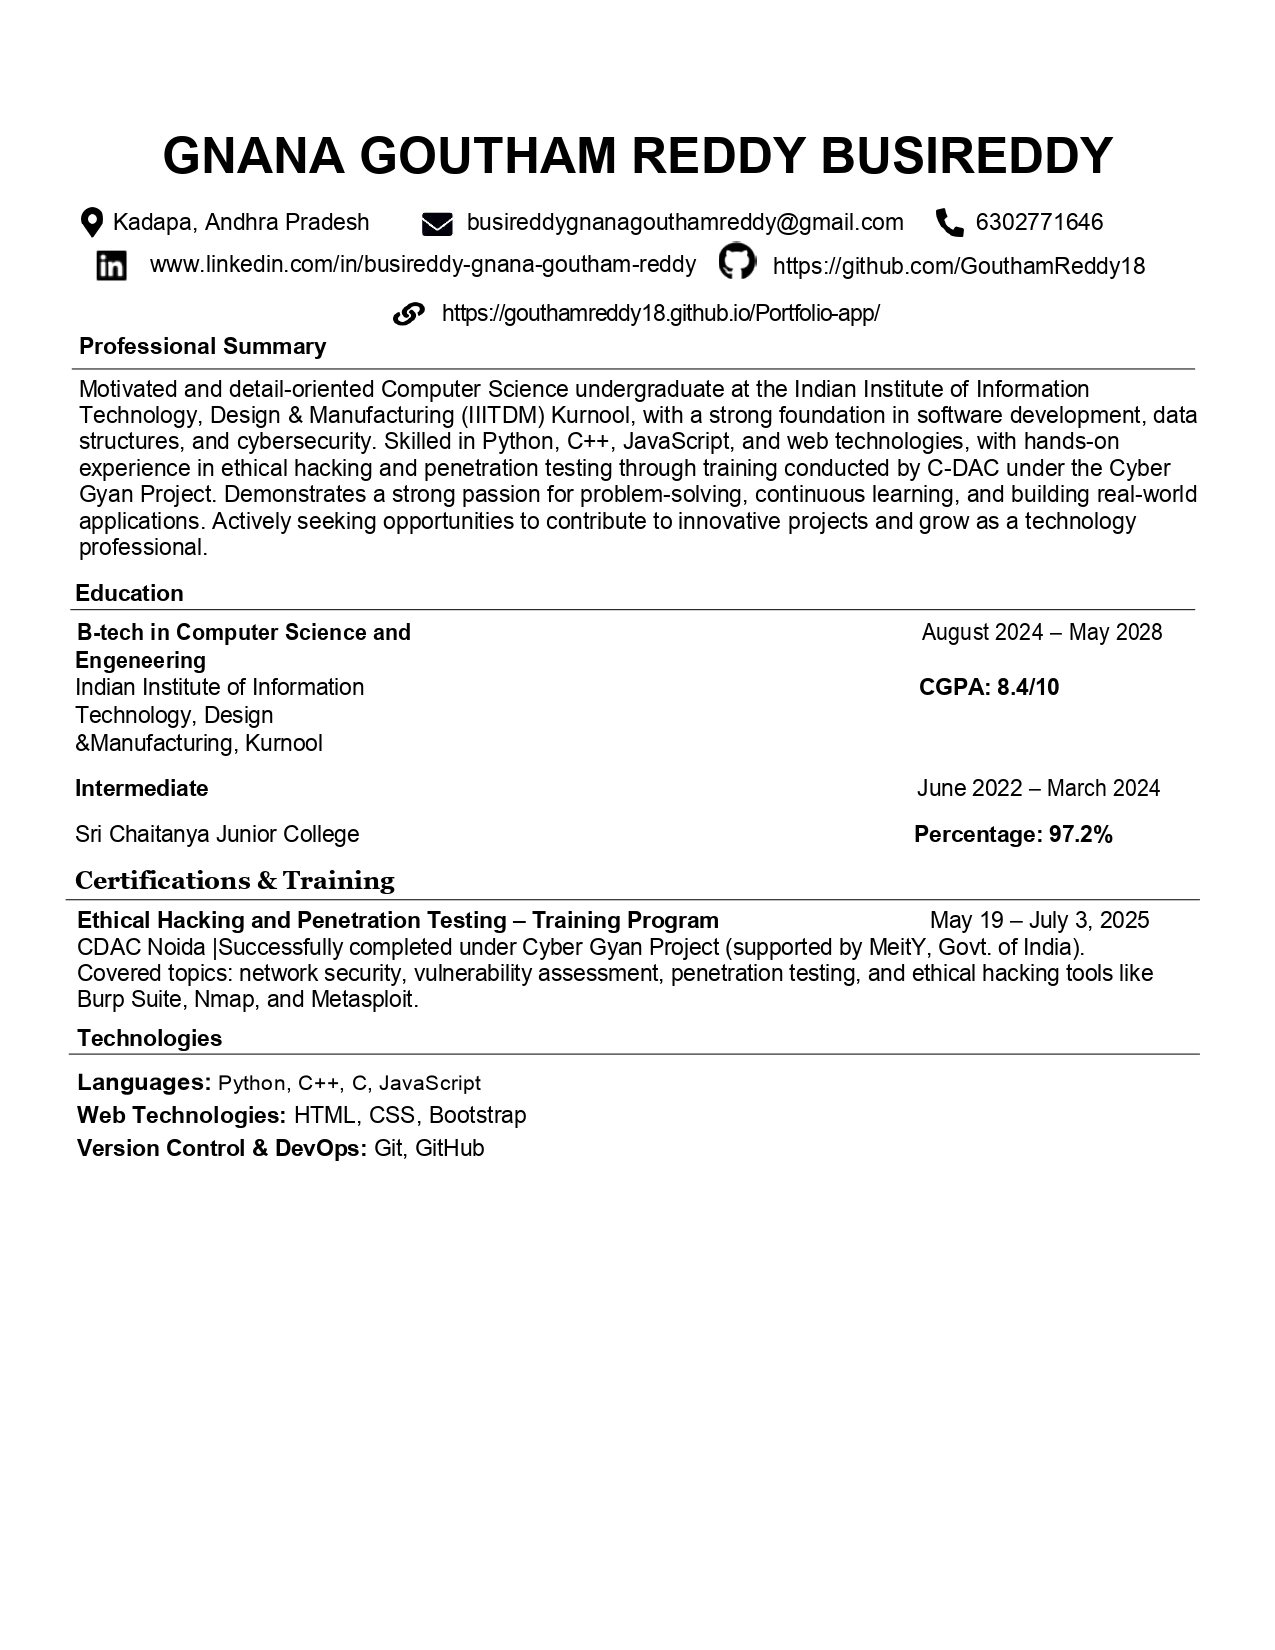 GNANA GOUTHAM REDDY BUSIREDDY
Kadapa, Andhra Pradesh busireddygnanagouthamreddy@gmail.com 6302771646
www.linkedin.com/in/busireddy-gnana-goutham-reddy https://github.com/GouthamReddy18
https://gouthamreddy18.github.io/Portfolio-app/
Professional Summary
Motivated and detail-oriented Computer Science undergraduate at the Indian Institute of Information
Technology, Design & Manufacturing (IIITDM) Kurnool, with a strong foundation in software development, data
structures, and cybersecurity. Skilled in Python, C++, JavaScript, and web technologies, with hands-on
experience in ethical hacking and penetration testing through training conducted by C-DAC under the Cyber
Gyan Project. Demonstrates a strong passion for problem-solving, continuous learning, and building real-world
applications. Actively seeking opportunities to contribute to innovative projects and grow as a technology
professional.
Education
B-tech in Computer Science and August 2024 – May 2028
Engeneering
Indian Institute of Information CGPA: 8.4/10
Technology, Design
&Manufacturing, Kurnool
Intermediate June 2022 – March 2024
Sri Chaitanya Junior College Percentage: 97.2%
Certifications & Training
Ethical Hacking and Penetration Testing – Training Program May 19 – July 3, 2025
CDAC Noida |Successfully completed under Cyber Gyan Project (supported by MeitY, Govt. of India).
Covered topics: network security, vulnerability assessment, penetration testing, and ethical hacking tools like
Burp Suite, Nmap, and Metasploit.
Technologies
Languages: Python, C++, C, JavaScript
Web Technologies: HTML, CSS, Bootstrap
Version Control & DevOps: Git, GitHub